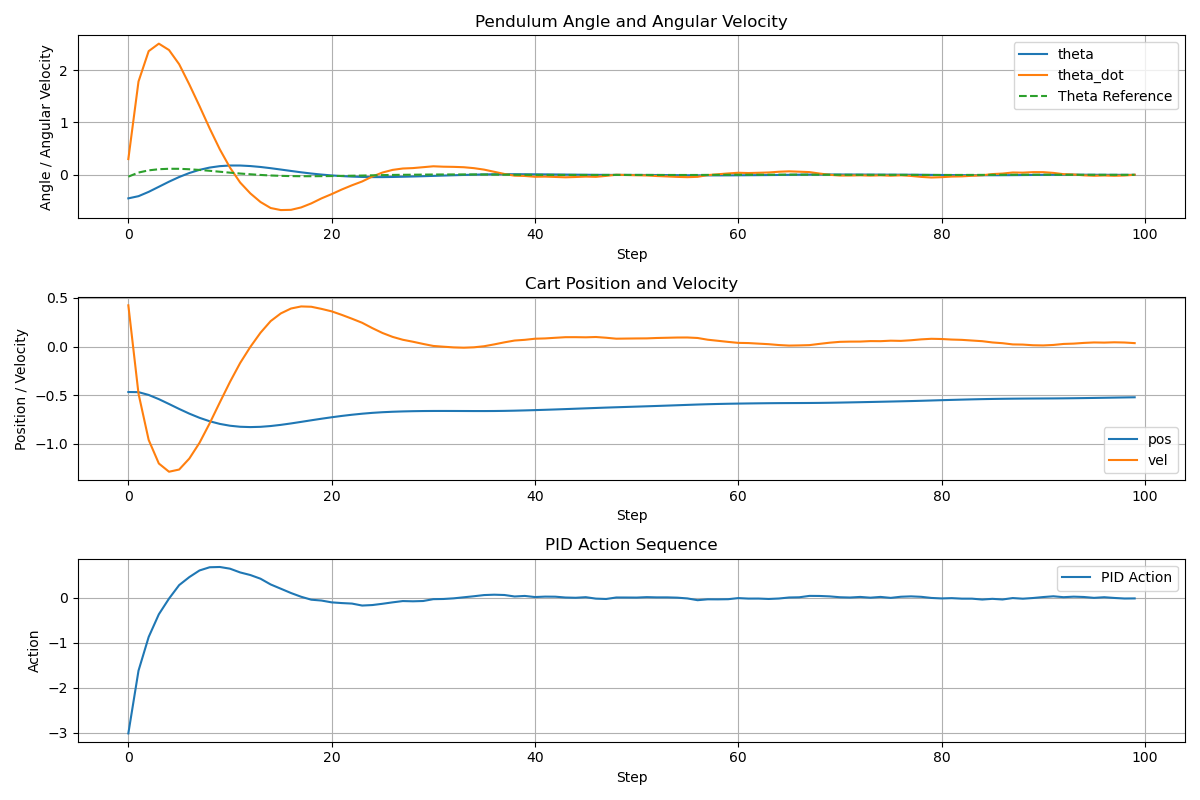 Pendulum Angle and Angular Velocity
Angle / Angular Velocity
2
1
0
theta
theta_dot
Theta Reference
0 20 40 60 80 100
Step
Cart Position and Velocity
Position / Velocity
0.5
0.0
−0.5
−1.0
pos
vel
0 20 40 60 80 100
Step
PID Action Sequence
Action
0
−1
−2
−3
PID Action
0 20 40 60 80 100
Step